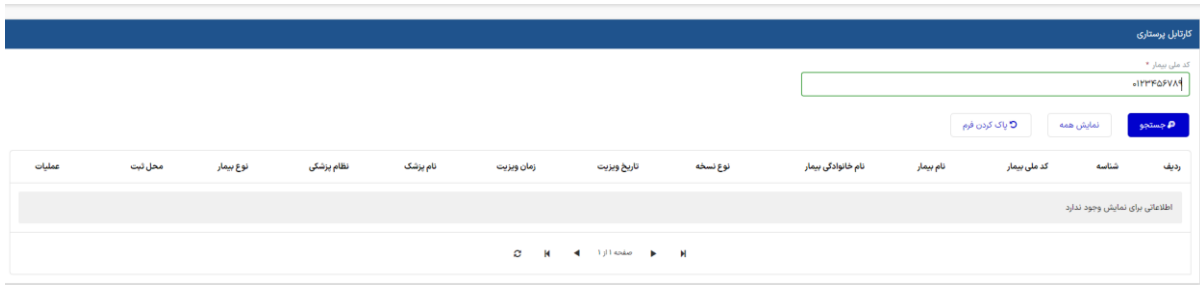 کارتابل پرستاری
کد ملی بیمار *
۰۱۲۳۴۵۶۷۸۹
جستجو نمایش همه پاک کردن فرم
ردیف شناسه کد ملی بیمار نام بیمار نام خانوادگی بیمار نوع نسخه تاریخ ویزیت زمان ویزیت نام پزشک نظام پزشکی نوع بیمار محل ثبت عملیات
اطلاعاتی برای نمایش وجود ندارد
صفحه ۱ از ۱